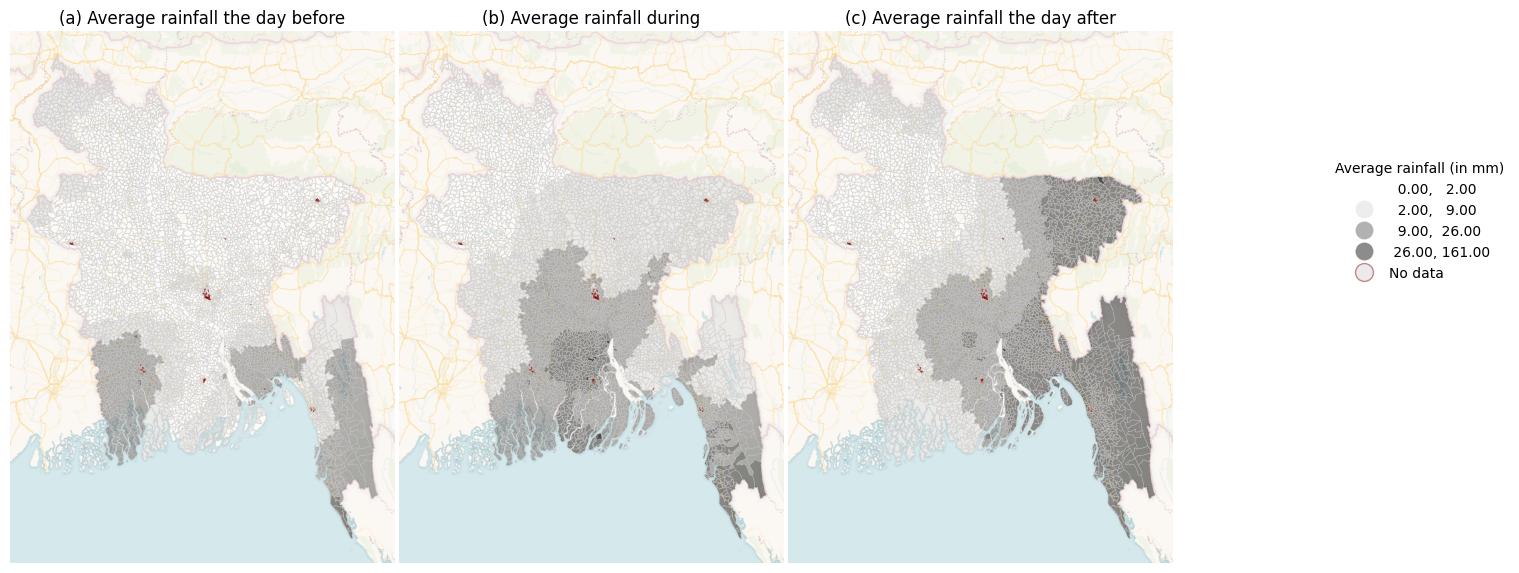 (a) Average rainfall the day before
(b) Average rainfall during
(c) Average rainfall the day after
Average rainfall (in mm)
0.00, 2.00
2.00, 9.00
9.00, 26.00
26.00, 161.00
No data